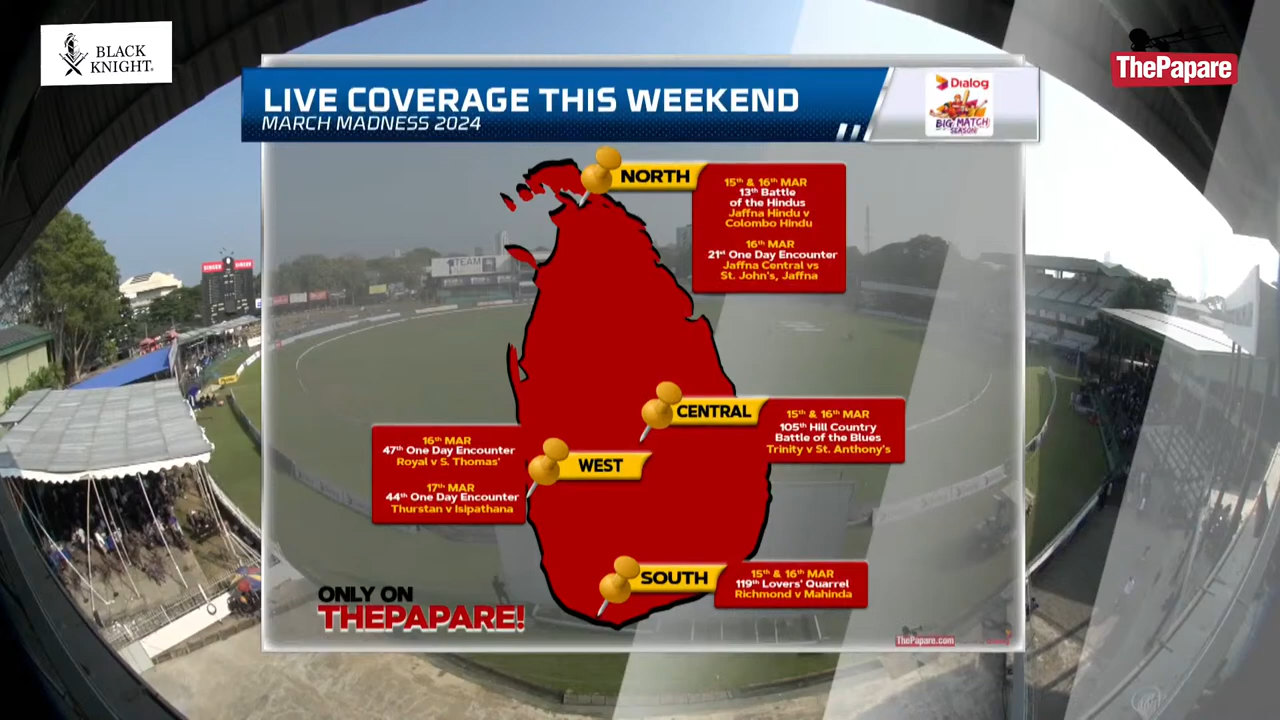 BLACK
KNIGHT
ThePapare
LIVE COVERAGE THIS WEEKEND
MARCH MADNESS 2024
Dialog
BIG MATCH
SEASON
NORTH
15th & 16th MAR
13th Battle
of the Hindus
Jaffna Hindu v
Colombo Hindu
16th MAR
21st One Day Encounter
Jaffna Central vs
St. John's, Jaffna
1TEAM
CENTRAL
15th & 16th MAR
105th Hill Country
Battle of the Blues
Trinity v St. Anthony's
WEST
16th MAR
47th One Day Encounter
Royal v S. Thomas'
17th MAR
44th One Day Encounter
Thurstan v Isipathana
SOUTH
15th & 16th MAR
119th Lovers' Quarrel
Richmond v Mahinda
ONLY ON
THEPAPARE!
ThePapare.com